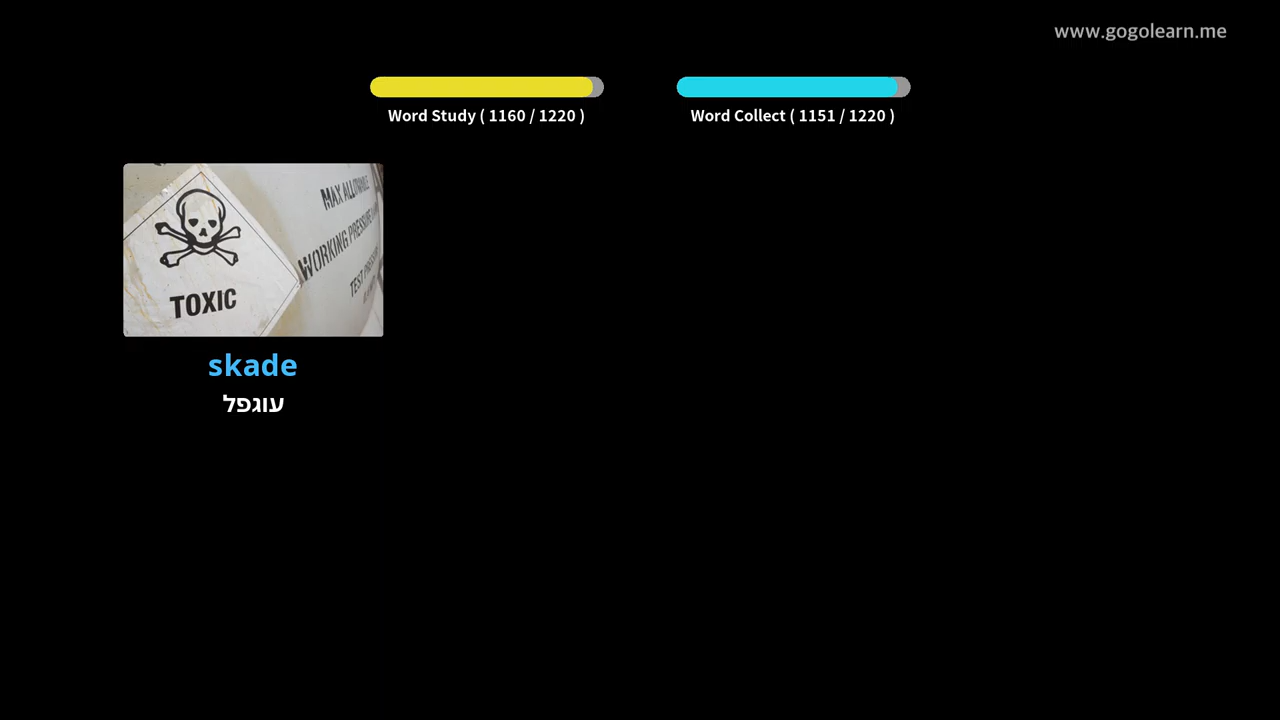 www.gogolearn.me
Word Study ( 1160 / 1220 )
Word Collect ( 1151 / 1220 )
TOXIC
MAX ALLOWABLE
WORKING PRESSURE
TEST PRESSURE
skade
עוגפל